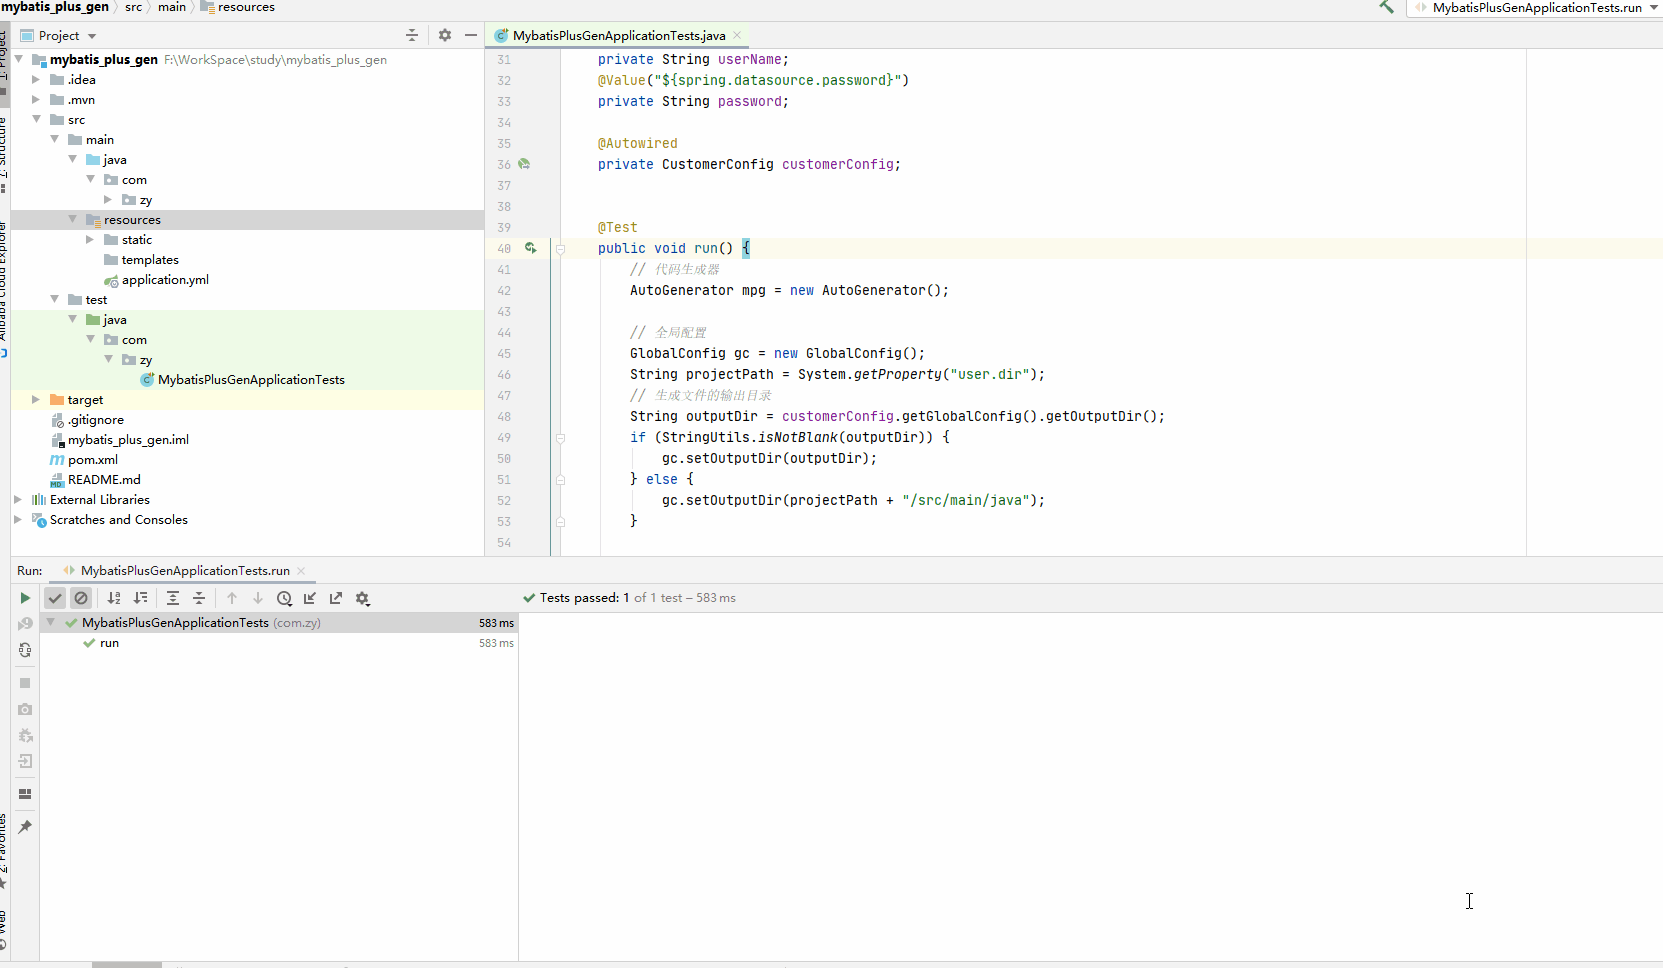 mybatis_plus_gen src main resources
MybatisPlusGenApplicationTests.run
Project
MybatisPlusGenApplicationTests.java
1: Project
7: Structure
Alibaba Cloud Explorer
2: Favorites
Web
mybatis_plus_gen F:\WorkSpace\study\mybatis_plus_gen
.idea
.mvn
src
main
java
com
zy
resources
static
templates
application.yml
test
java
com
zy
MybatisPlusGenApplicationTests
target
.gitignore
mybatis_plus_gen.iml
pom.xml
README.md
External Libraries
Scratches and Consoles
31 private String userName;
32 @Value("${spring.datasource.password}")
33 private String password;
34
35 @Autowired
36 private CustomerConfig customerConfig;
37
38
39 @Test
40 public void run() {
41 // 代码生成器
42 AutoGenerator mpg = new AutoGenerator();
43
44 // 全局配置
45 GlobalConfig gc = new GlobalConfig();
46 String projectPath = System.getProperty("user.dir");
47 // 生成文件的输出目录
48 String outputDir = customerConfig.getGlobalConfig().getOutputDir();
49 if (StringUtils.isNotBlank(outputDir)) {
50 gc.setOutputDir(outputDir);
51 } else {
52 gc.setOutputDir(projectPath + "/src/main/java");
53 }
54
Run: MybatisPlusGenApplicationTests.run
Tests passed: 1 of 1 test – 583 ms
MybatisPlusGenApplicationTests (com.zy) 583 ms
run 583 ms